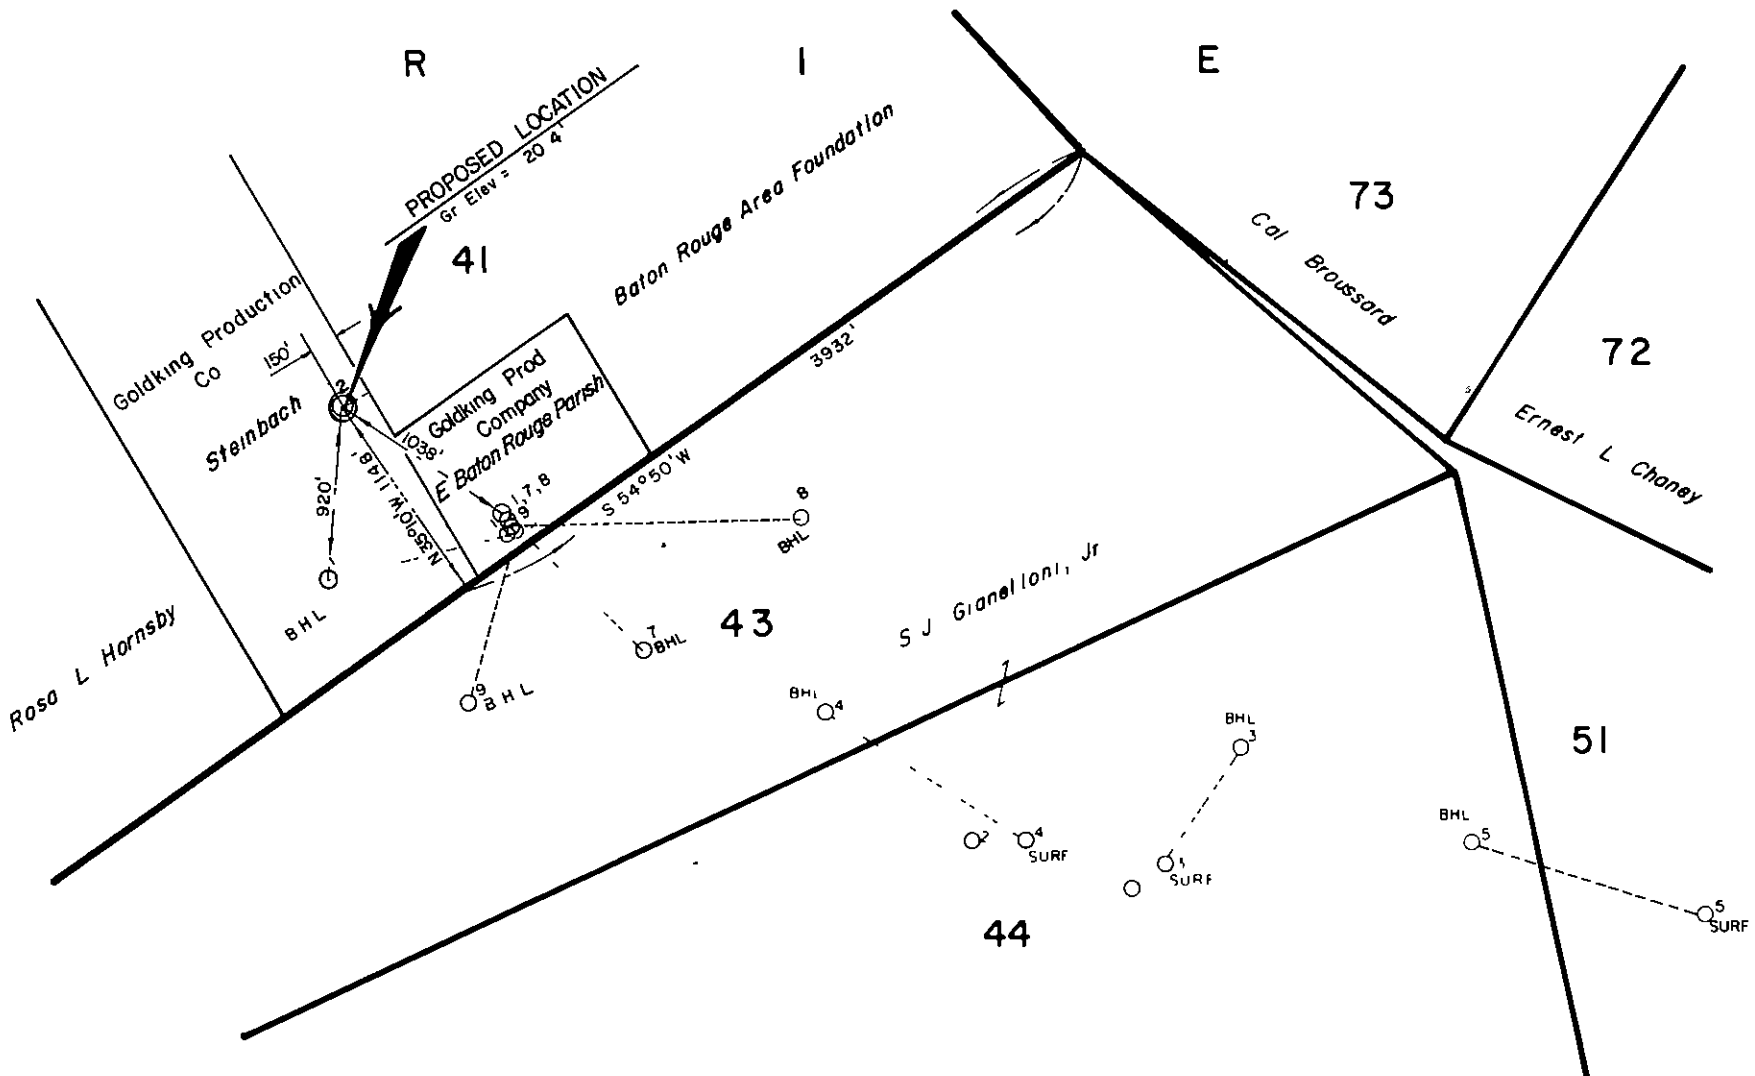 R I E
PROPOSED LOCATION
Gr Elev = 20 4'
41
Baton Rouge Area Foundation
73
Cal
Broussard
72
Ernest L Chaney
Goldking Production
Co
150'
Steinbach
2
Goldking Prod
Company
E Baton Rouge Parish
1038'
3932'
S 54°50' W
920'
N 35°10' W 1148'
1, 7, 8
9
8
BHL
BHL
Rosa L Hornsby
7
BHL
9
BHL
43
S J Gianelloni, Jr
BHL
4
BHL
3
51
2
4
SURF
SURF
BHL
5
5
SURF
44